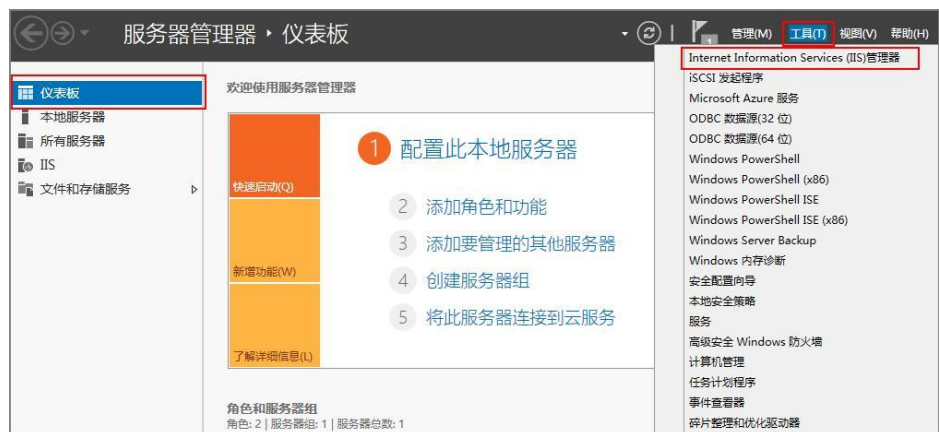 服务器管理器 ‣ 仪表板
管理(M) 工具(T) 视图(V) 帮助(H)
1
仪表板
本地服务器
所有服务器
IIS
文件和存储服务
欢迎使用服务器管理器
快速启动(Q)
新增功能(W)
了解详细信息(L)
1 配置此本地服务器
2 添加角色和功能
3 添加要管理的其他服务器
4 创建服务器组
5 将此服务器连接到云服务
角色和服务器组
角色: 2 | 服务器组: 1 | 服务器总数: 1
Internet Information Services (IIS)管理器
iSCSI 发起程序
Microsoft Azure 服务
ODBC 数据源(32 位)
ODBC 数据源(64 位)
Windows PowerShell
Windows PowerShell (x86)
Windows PowerShell ISE
Windows PowerShell ISE (x86)
Windows Server Backup
Windows 内存诊断
安全配置向导
本地安全策略
服务
高级安全 Windows 防火墙
计算机管理
任务计划程序
事件查看器
碎片整理和优化驱动器